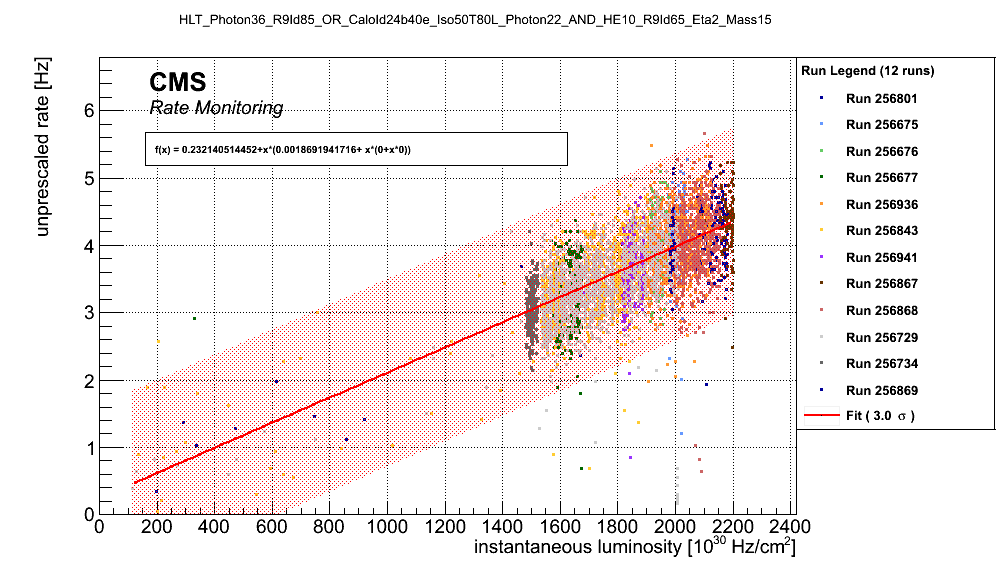 HLT_Photon36_R9Id85_OR_CaloId24b40e_Iso50T80L_Photon22_AND_HE10_R9Id65_Eta2_Mass15
unprescaled rate [Hz]
CMS
Rate Monitoring
f(x) = 0.232140514452+x*(0.0018691941716+ x*(0+x*0))
6
5
4
3
2
1
0
0 200 400 600 800 1000 1200 1400 1600 1800 2000 2200 2400
instantaneous luminosity [10³⁰ Hz/cm²]
Run Legend (12 runs)
Run 256801
Run 256675
Run 256676
Run 256677
Run 256936
Run 256843
Run 256941
Run 256867
Run 256868
Run 256729
Run 256734
Run 256869
Fit ( 3.0 σ )